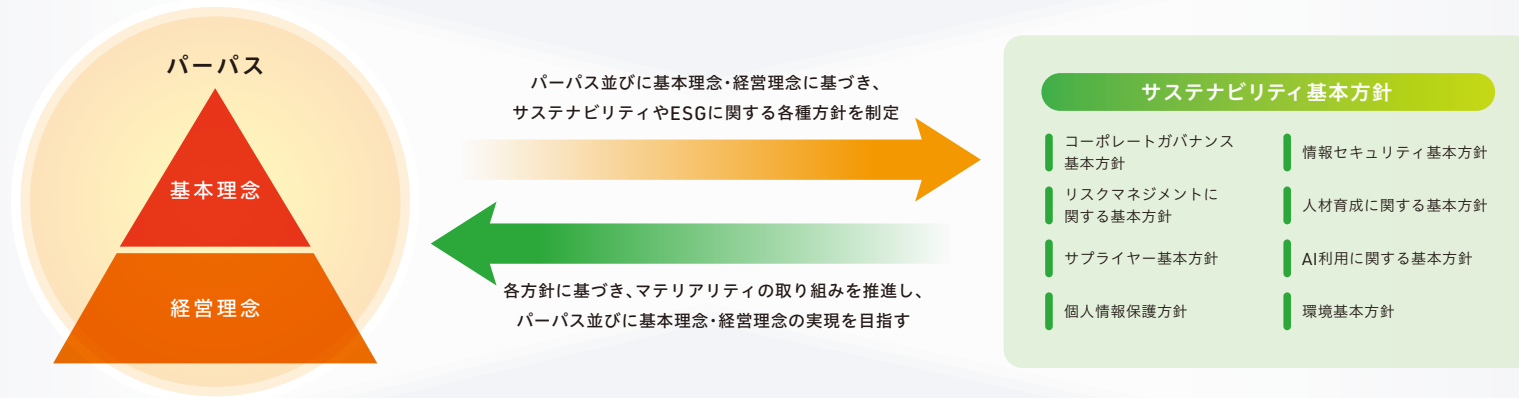 パーパス
基本理念
経営理念
パーパス並びに基本理念・経営理念に基づき、
サステナビリティやESGに関する各種方針を制定
各方針に基づき、マテリアリティの取り組みを推進し、
パーパス並びに基本理念・経営理念の実現を目指す
サステナビリティ基本方針
コーポレートガバナンス
基本方針
リスクマネジメントに
関する基本方針
サプライヤー基本方針
個人情報保護方針
情報セキュリティ基本方針
人材育成に関する基本方針
AI利用に関する基本方針
環境基本方針